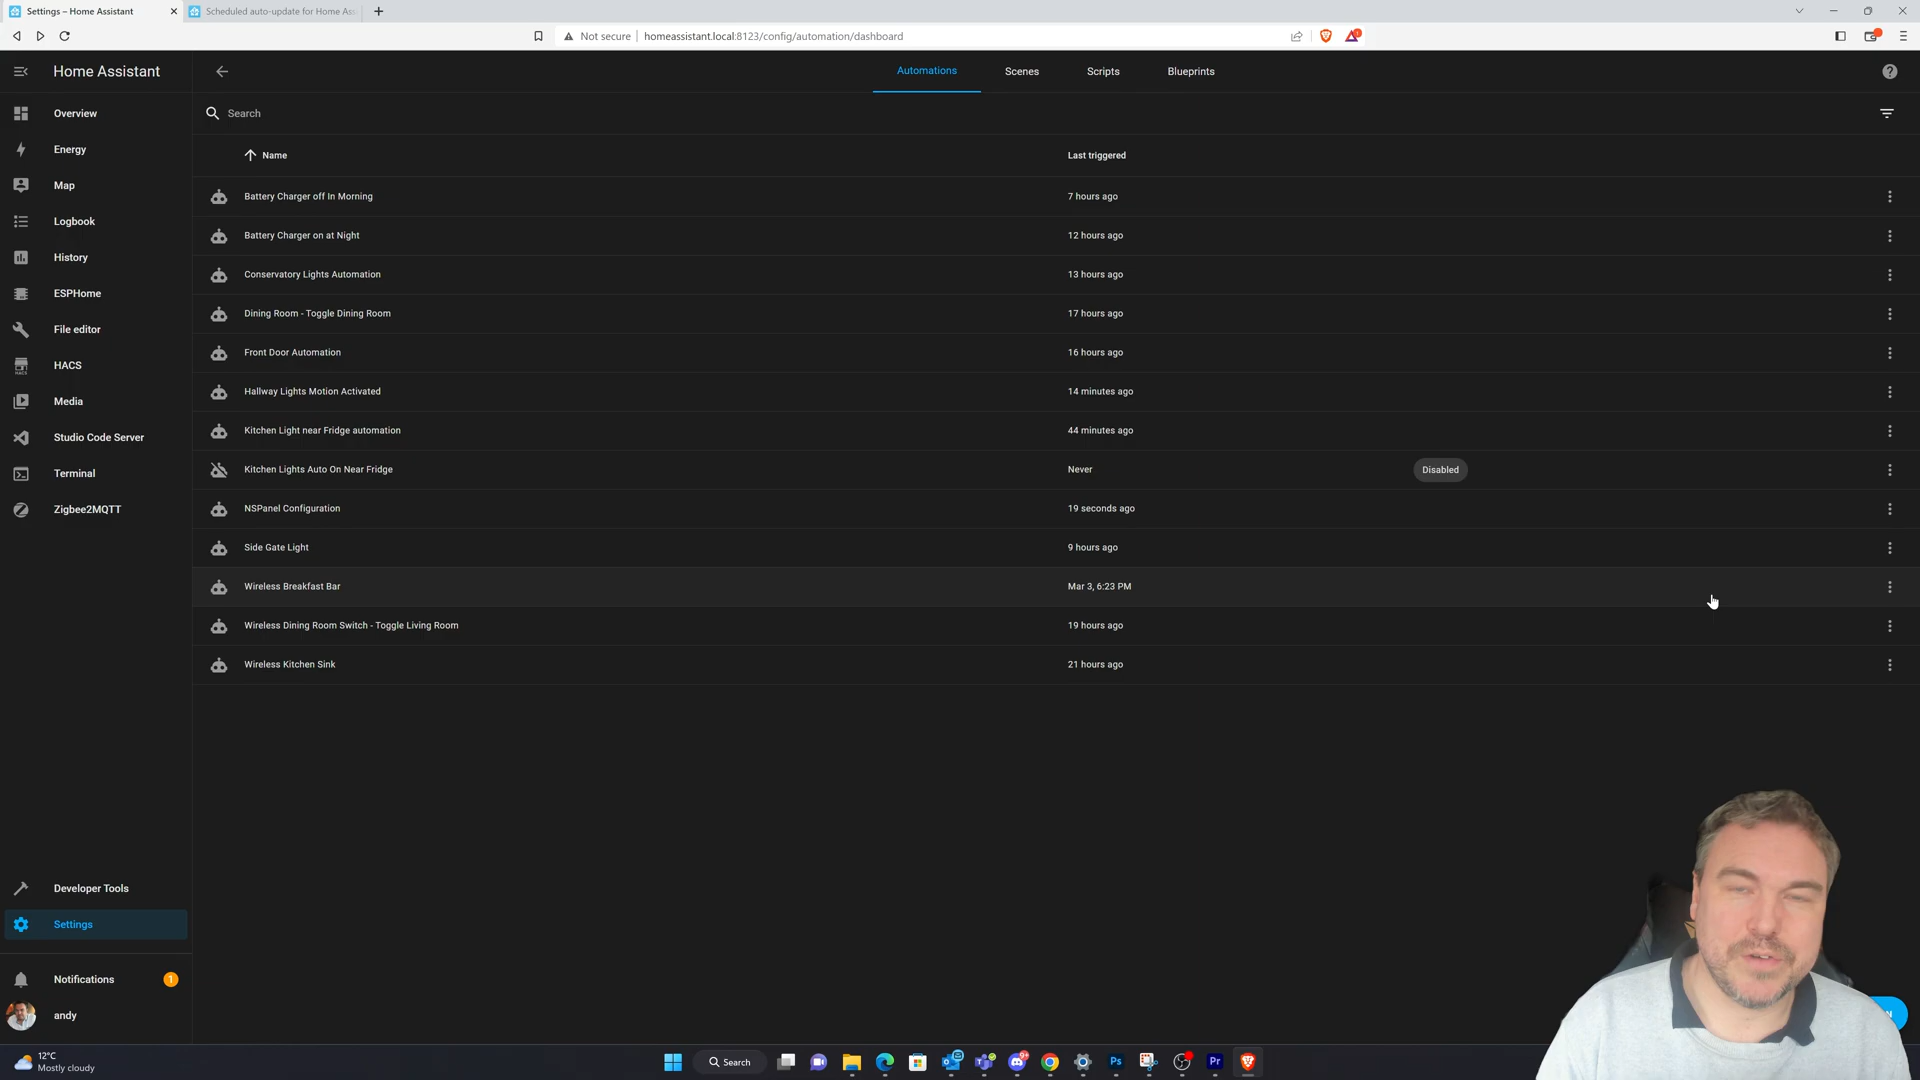 Settings – Home Assistant
Scheduled auto-update for Home Ass
Not secure
homeassistant.local:8123/config/automation/dashboard
Home Assistant
Automations
Scenes
Scripts
Blueprints
Overview
Energy
Map
Logbook
History
ESPHome
File editor
HACS
Media
Studio Code Server
Terminal
Zigbee2MQTT
Developer Tools
Settings
Notifications 1
andy
Search
Name Last triggered
Battery Charger off In Morning 7 hours ago
Battery Charger on at Night 12 hours ago
Conservatory Lights Automation 13 hours ago
Dining Room - Toggle Dining Room 17 hours ago
Front Door Automation 16 hours ago
Hallway Lights Motion Activated 14 minutes ago
Kitchen Light near Fridge automation 44 minutes ago
Kitchen Lights Auto On Near Fridge Never Disabled
NSPanel Configuration 19 seconds ago
Side Gate Light 9 hours ago
Wireless Breakfast Bar Mar 3, 6:23 PM
Wireless Dining Room Switch - Toggle Living Room 19 hours ago
Wireless Kitchen Sink 21 hours ago
12°C
Mostly cloudy
Search
Ps
Pr